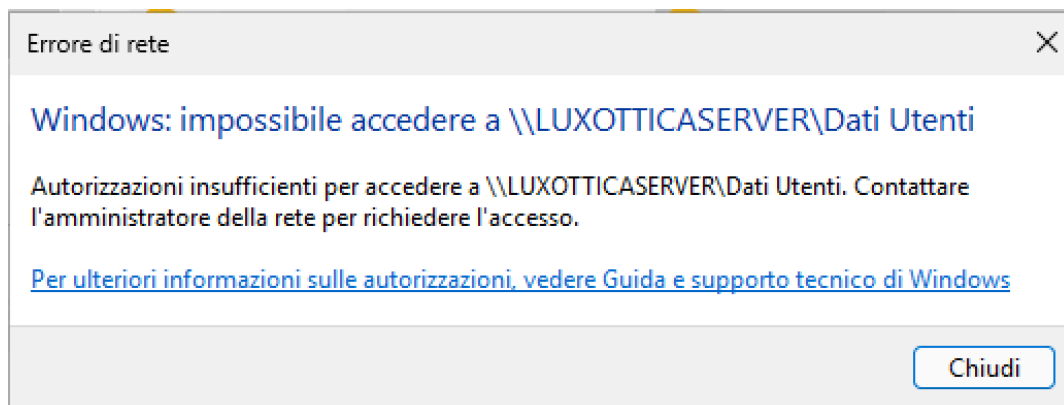 Errore di rete
Windows: impossibile accedere a \\LUXOTTICASERVER\Dati Utenti
Autorizzazioni insufficienti per accedere a \\LUXOTTICASERVER\Dati Utenti. Contattare
l'amministratore della rete per richiedere l'accesso.
Per ulteriori informazioni sulle autorizzazioni, vedere Guida e supporto tecnico di Windows
Chiudi